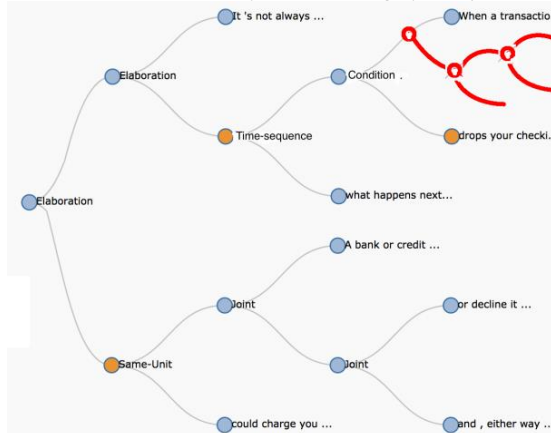 It 's not always ...
When a transactio
Elaboration
Condition .
Time-sequence
drops your checki..
what happens next...
Elaboration
A bank or credit ...
Joint
or decline it ...
Same-Unit
Joint
could charge you ...
and , either way ..